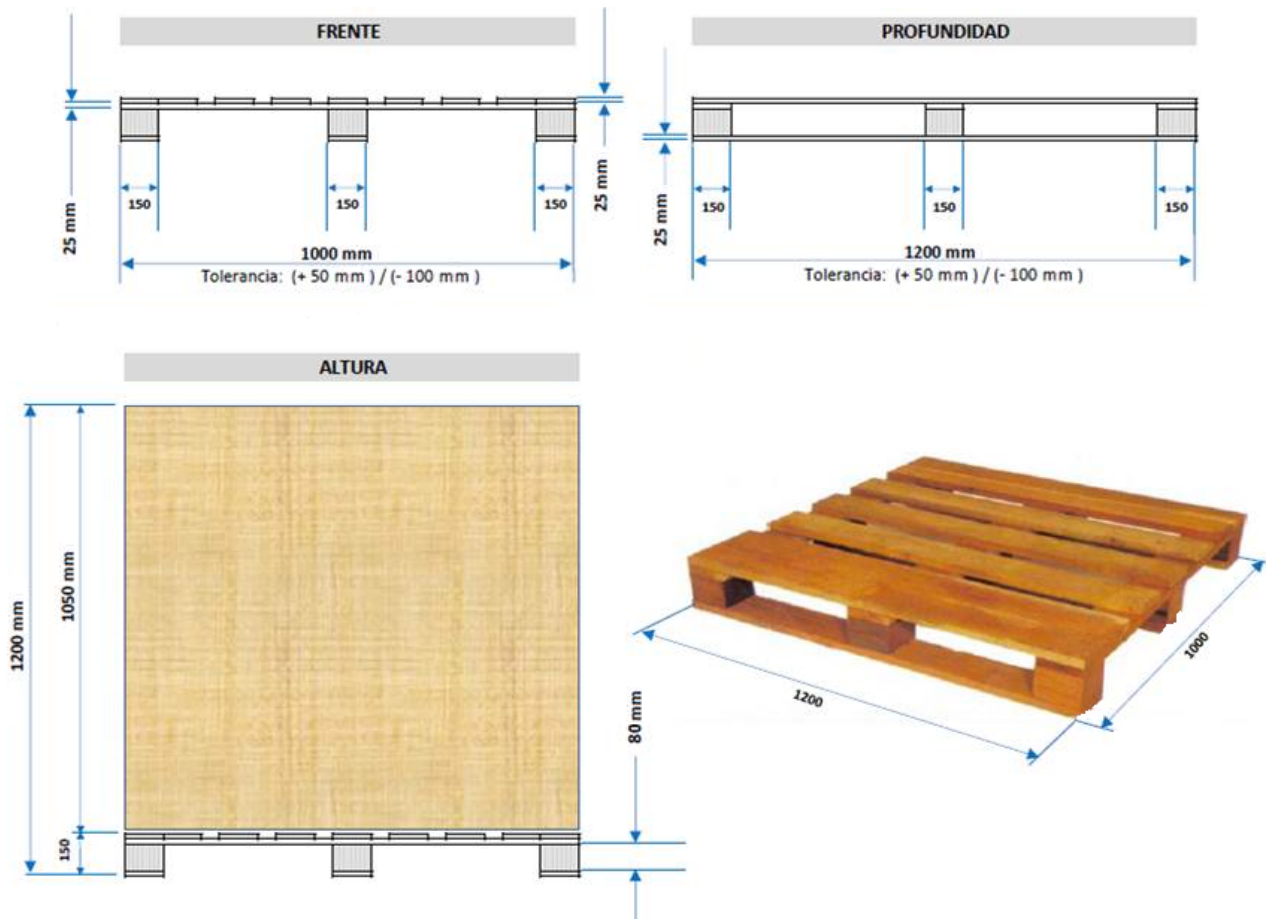 FRENTE
PROFUNDIDAD
25 mm
150
150
150
25 mm
1000 mm
Tolerancia: (+ 50 mm ) / (- 100 mm )
25 mm
150
150
150
1200 mm
Tolerancia: (+ 50 mm ) / (- 100 mm )
ALTURA
1200 mm
1050 mm
150
80 mm
1200
1000